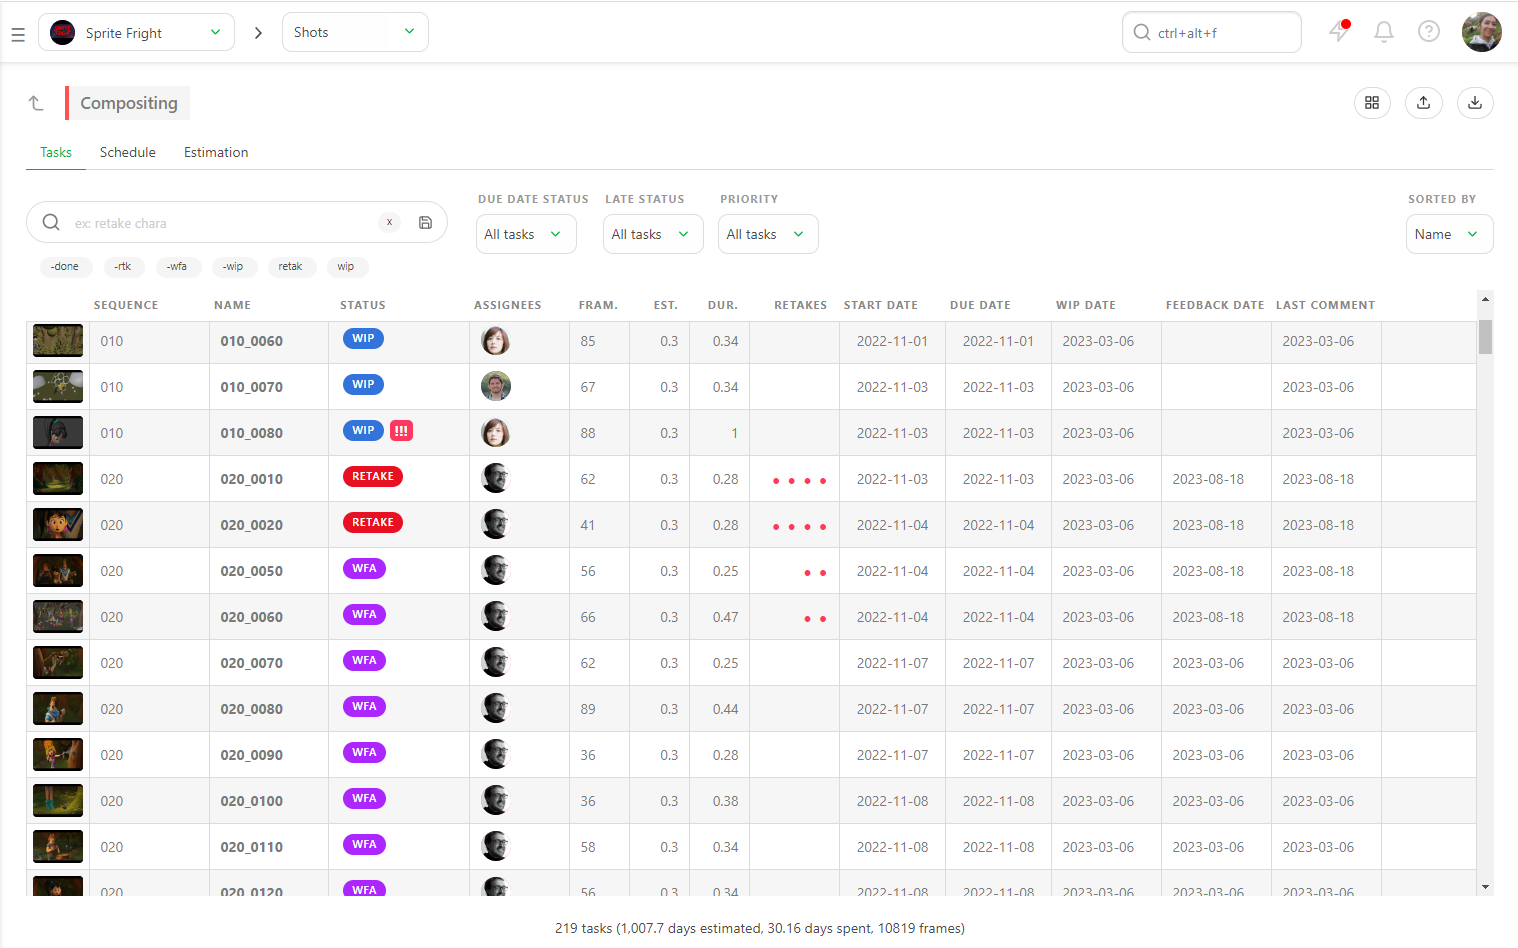 Sprite Fright
Shots
ctrl+alt+f
Compositing
Tasks Schedule Estimation
DUE DATE STATUS LATE STATUS PRIORITY SORTED BY
ex: retake chara x All tasks All tasks All tasks Name
-done -rtk -wfa -wip retak wip
SEQUENCE NAME STATUS ASSIGNEES FRAM. EST. DUR. RETAKES START DATE DUE DATE WIP DATE FEEDBACK DATE LAST COMMENT
010 010_0060 WIP 85 0.3 0.34 2022-11-01 2022-11-01 2023-03-06 2023-03-06
010 010_0070 WIP 67 0.3 0.34 2022-11-03 2022-11-03 2023-03-06 2023-03-06
010 010_0080 WIP !!! 88 0.3 1 2022-11-03 2022-11-03 2023-03-06 2023-03-06
020 020_0010 RETAKE 62 0.3 0.28 2022-11-03 2022-11-03 2023-03-06 2023-08-18 2023-08-18
020 020_0020 RETAKE 41 0.3 0.28 2022-11-04 2022-11-04 2023-03-06 2023-08-18 2023-08-18
020 020_0050 WFA 56 0.3 0.25 2022-11-04 2022-11-04 2023-03-06 2023-08-18 2023-08-18
020 020_0060 WFA 66 0.3 0.47 2022-11-04 2022-11-04 2023-03-06 2023-08-18 2023-08-18
020 020_0070 WFA 62 0.3 0.25 2022-11-07 2022-11-07 2023-03-06 2023-03-06 2023-03-06
020 020_0080 WFA 89 0.3 0.44 2022-11-07 2022-11-07 2023-03-06 2023-03-06 2023-03-06
020 020_0090 WFA 36 0.3 0.28 2022-11-07 2022-11-07 2023-03-06 2023-03-06 2023-03-06
020 020_0100 WFA 36 0.3 0.38 2022-11-08 2022-11-08 2023-03-06 2023-03-06 2023-03-06
020 020_0110 WFA 58 0.3 0.34 2022-11-08 2022-11-08 2023-03-06 2023-03-06 2023-03-06
020 020_0120 WFA 56 0.3 0.34 2022-11-08 2022-11-08 2023-03-06 2023-03-06 2023-03-06
219 tasks (1,007.7 days estimated, 30.16 days spent, 10819 frames)